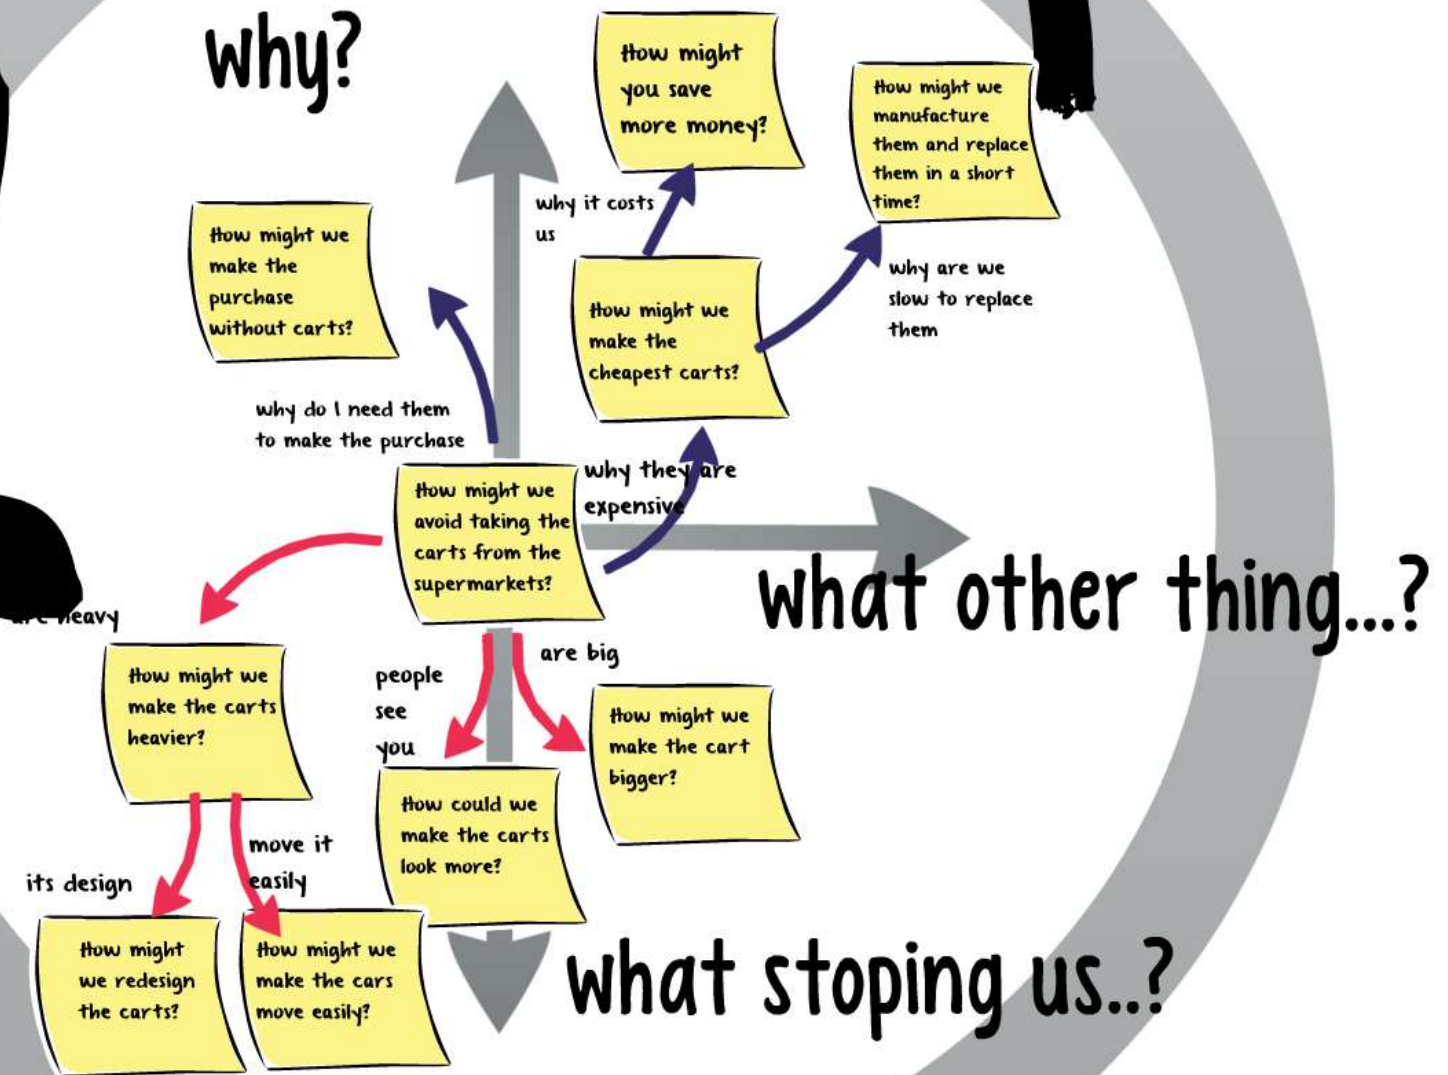 why?
How might
you save
more money?
How might we
manufacture
them and replace
them in a short
time?
why it costs
us
How might we
make the
purchase
without carts?
How might we
make the
cheapest carts?
why are we
slow to replace
them
why do I need them
to make the purchase
why they are
expensive
How might we
avoid taking the
carts from the
supermarkets?
what other thing...?
are heavy
How might we
make the carts
heavier?
people
see
you
are big
How might we
make the cart
bigger?
How could we
make the carts
look more?
its design
move it
easily
How might
we redesign
the carts?
How might we
make the cars
move easily?
what stoping us..?